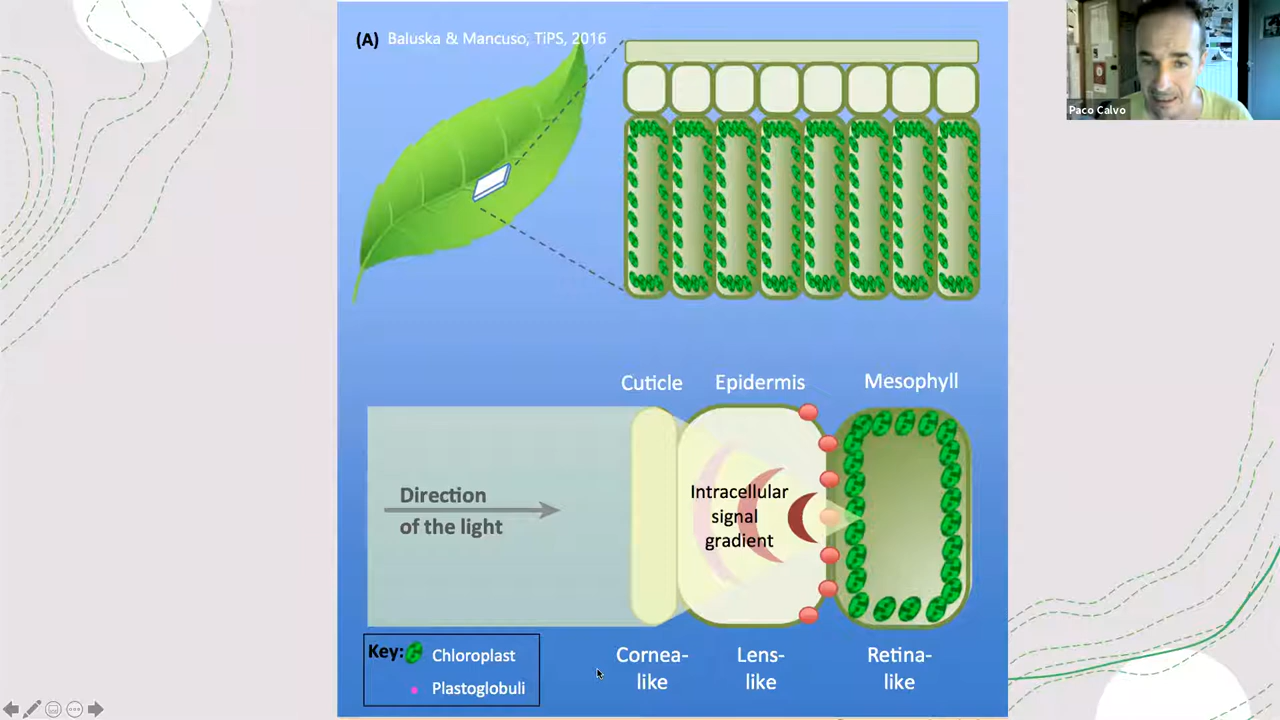 (A) Baluska & Mancuso, TiPS, 2016
Paco Calvo
Cuticle
Epidermis
Mesophyll
Direction
of the light
Intracellular
signal
gradient
Key:
Chloroplast
Plastoglobuli
Cornea-
like
Lens-
like
Retina-
like